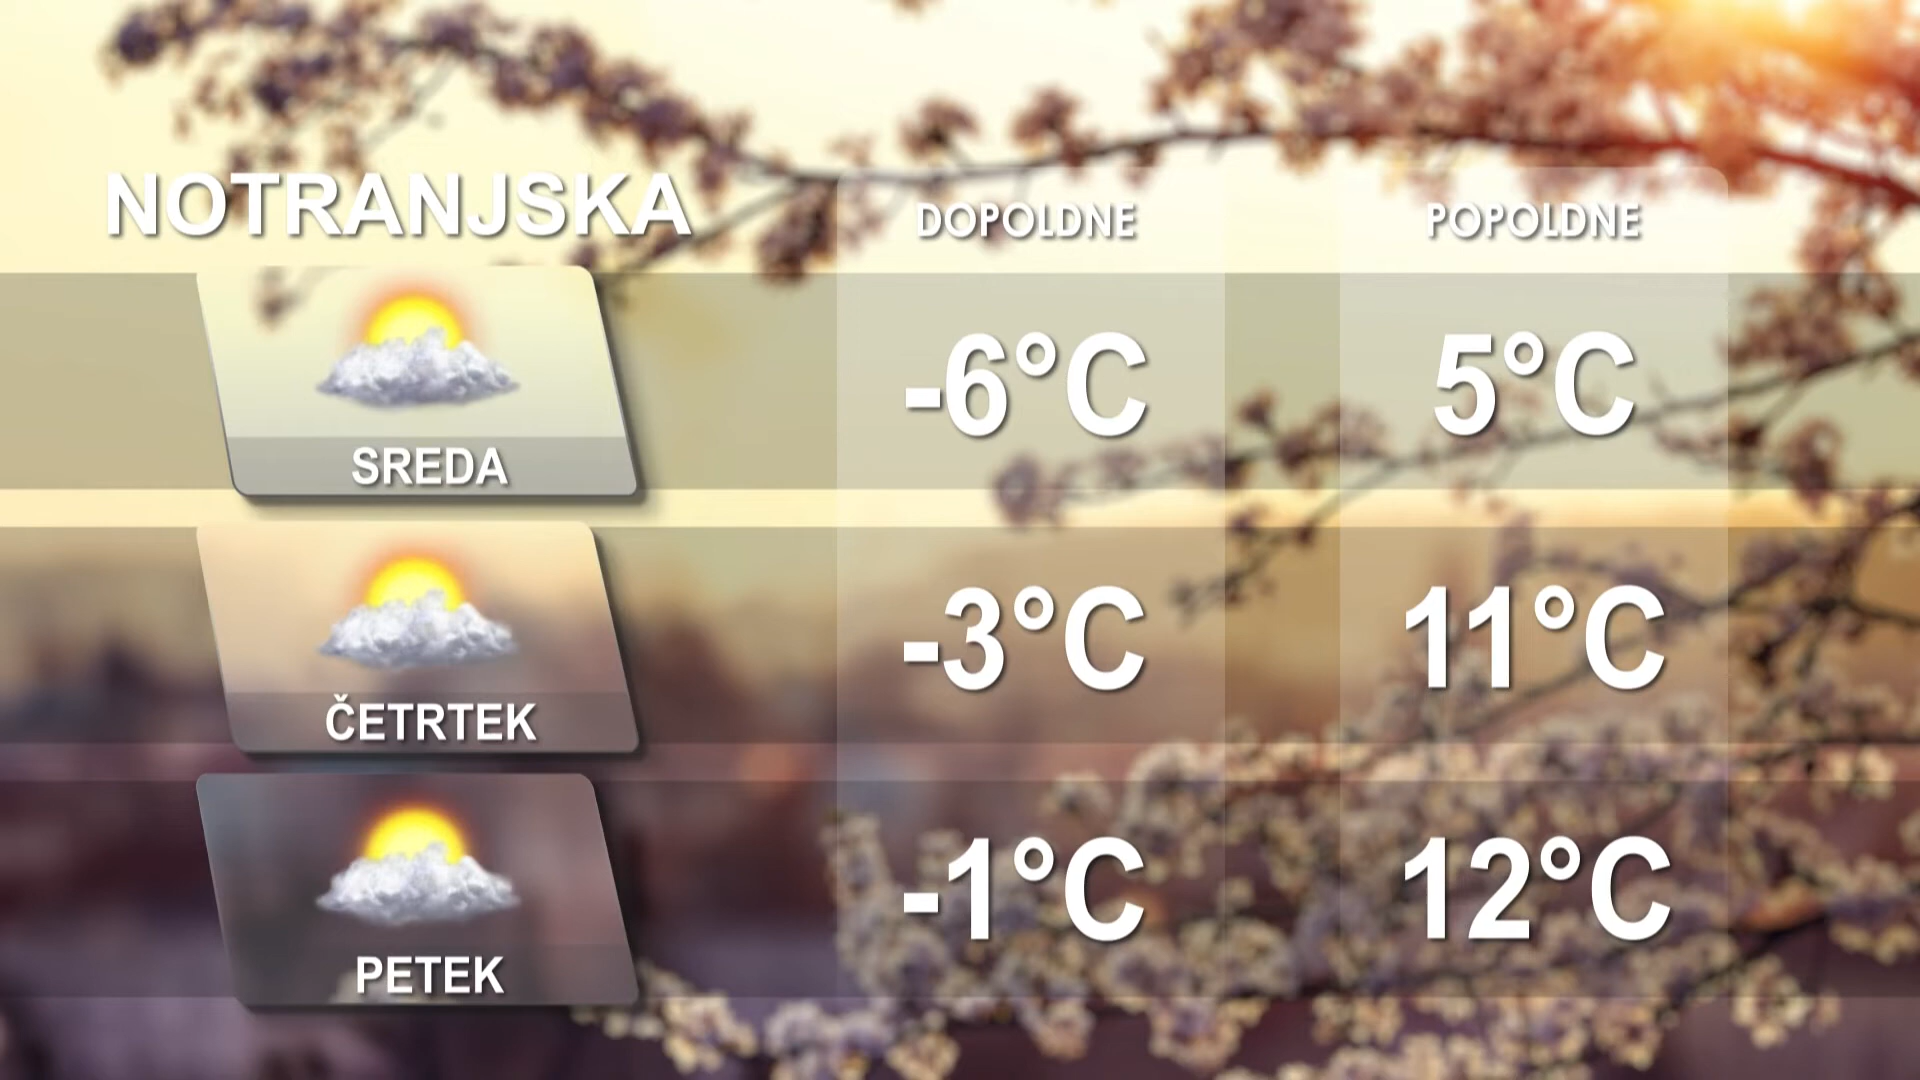 NOTRANJSKA DOPOLDNE POPOLDNE
SREDA -6°C 5°C
ČETRTEK -3°C 11°C
PETEK -1°C 12°C